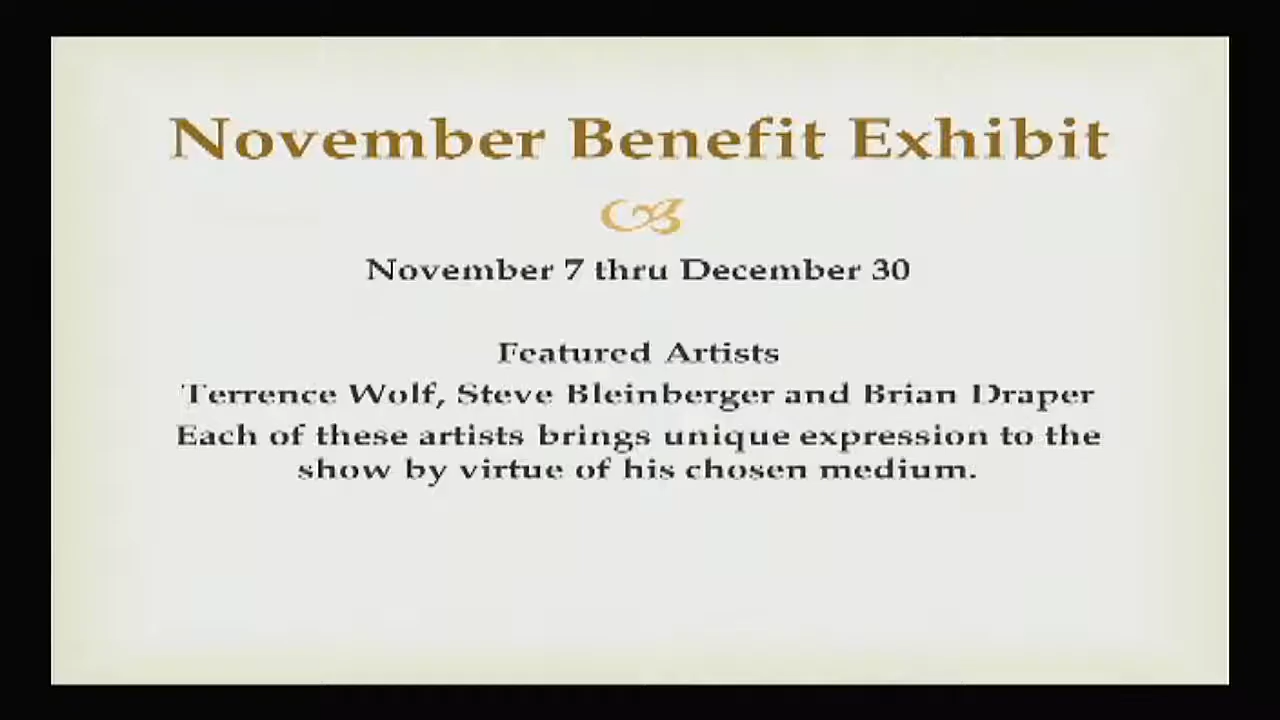 November Benefit Exhibit
November 7 thru December 30
Featured Artists
Terrence Wolf, Steve Bleinberger and Brian Draper
Each of these artists brings unique expression to the
show by virtue of his chosen medium.